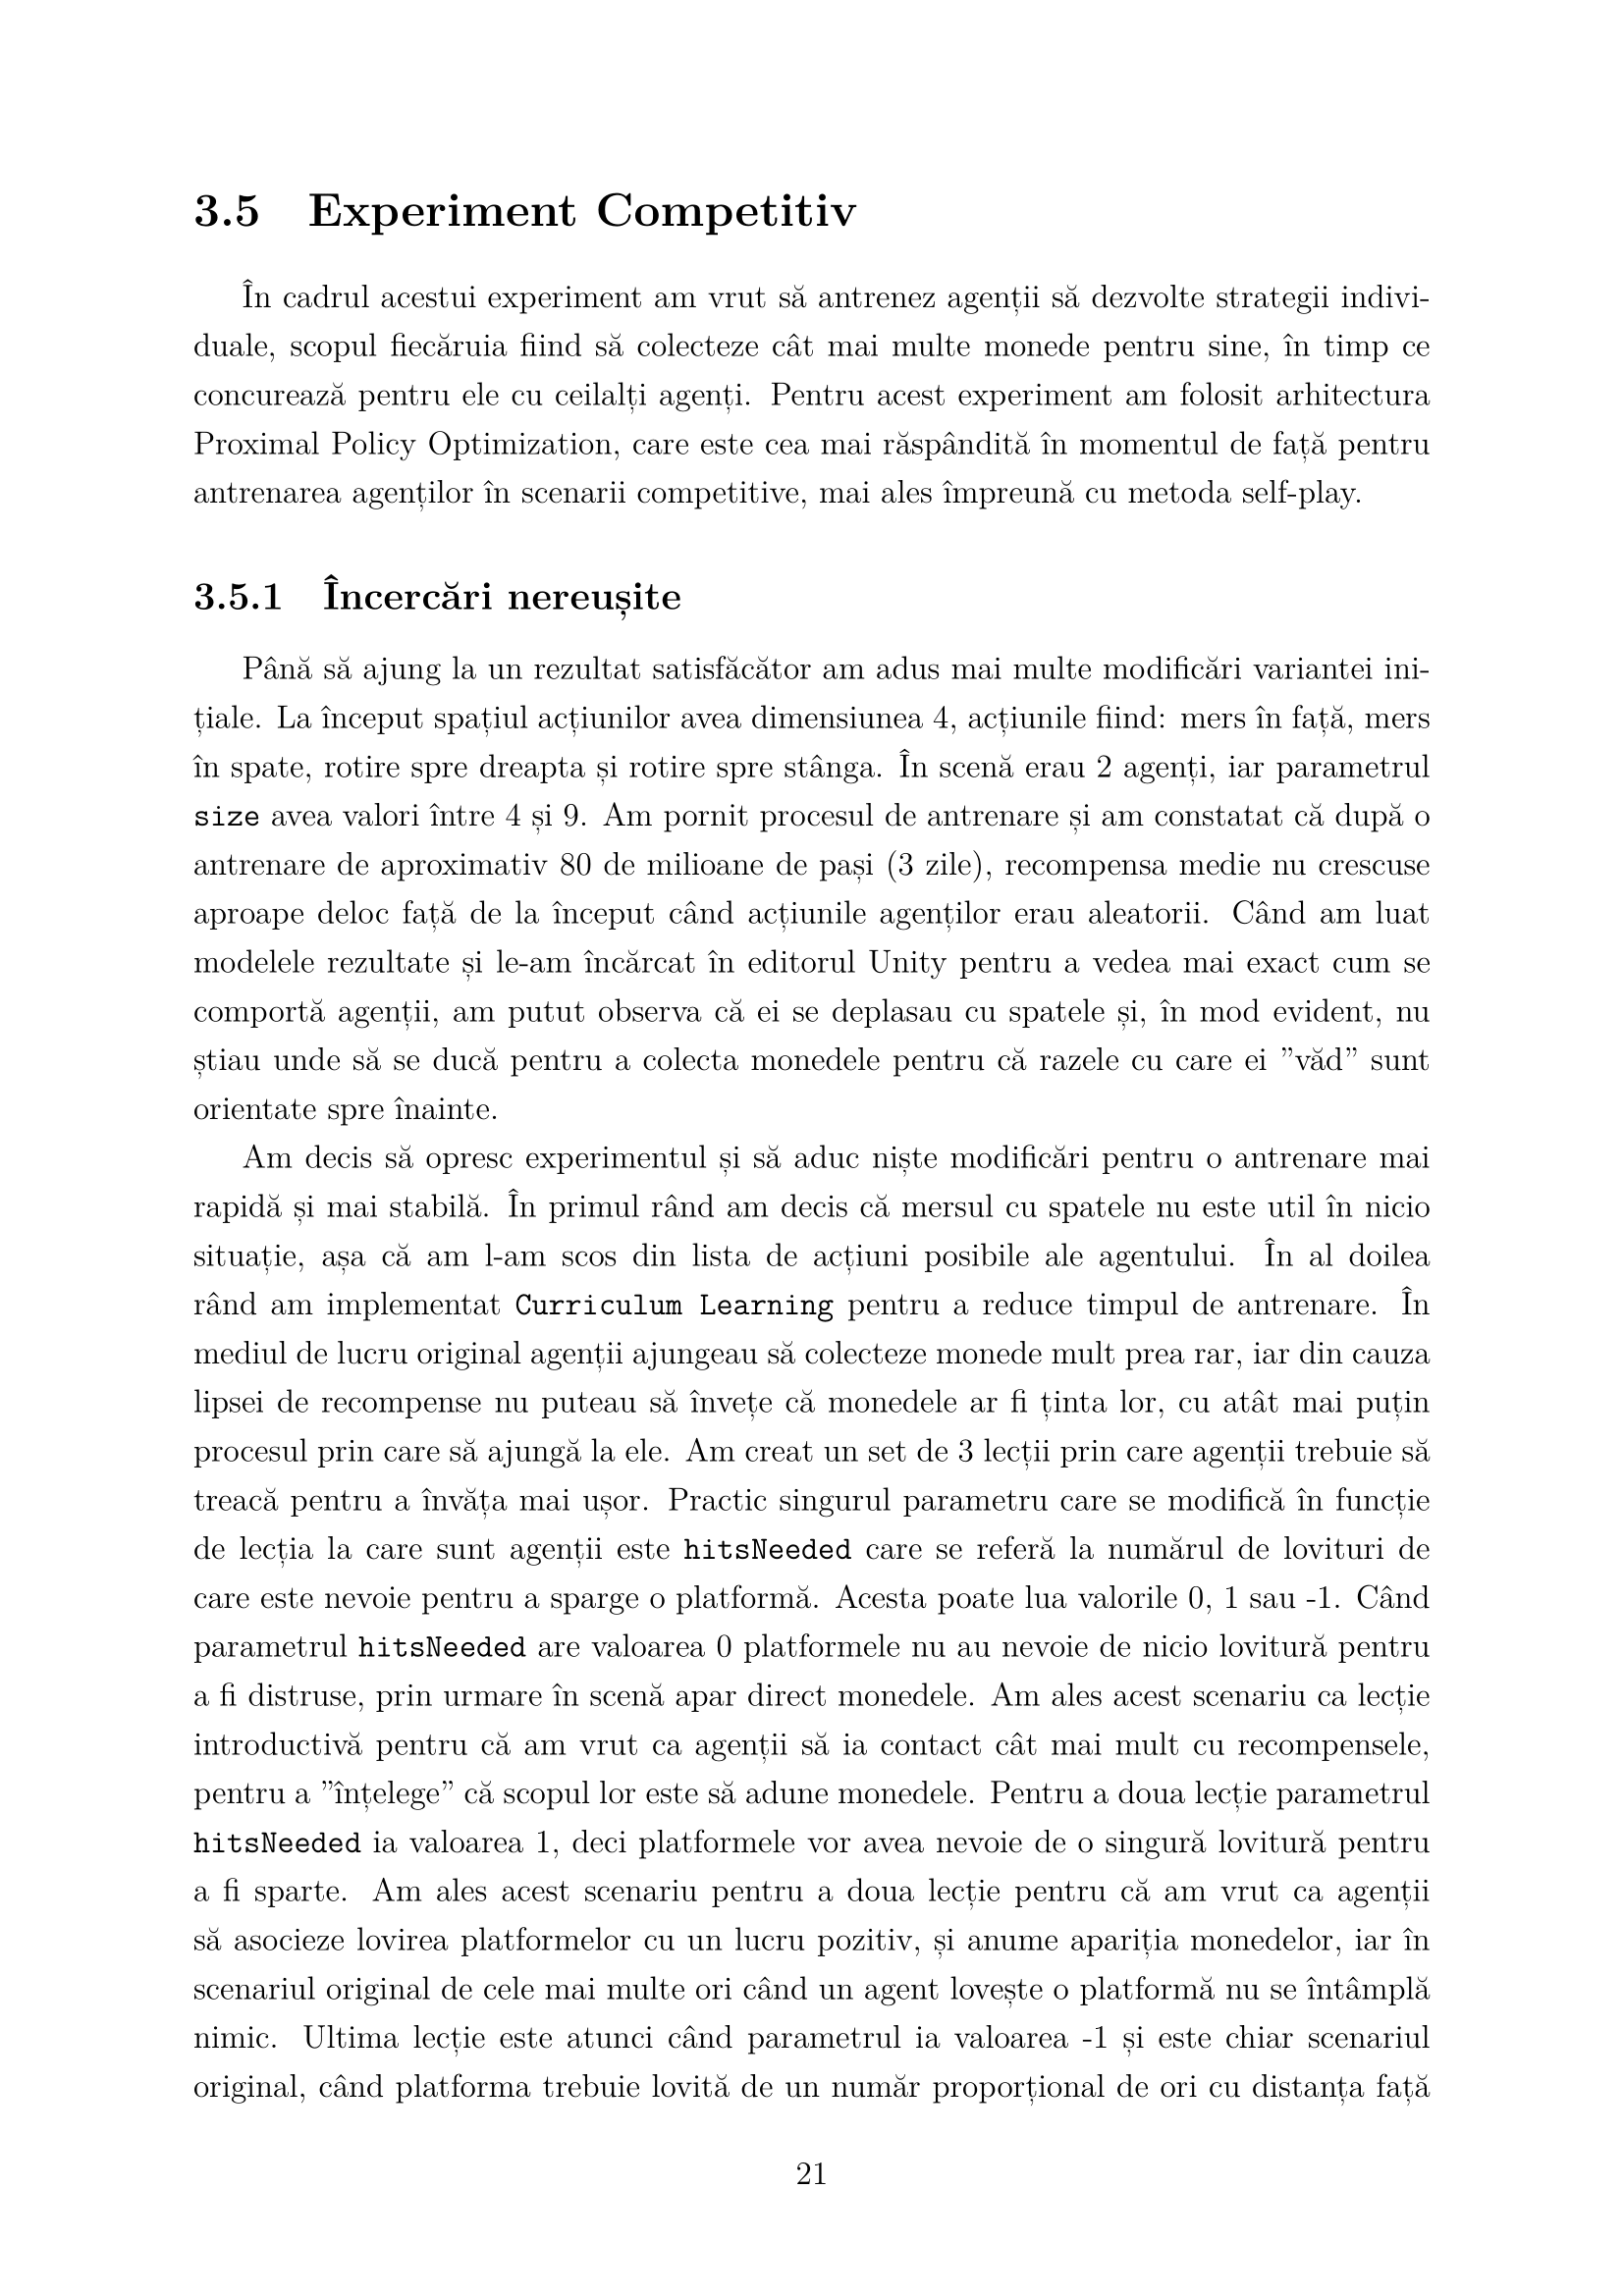 3.5 Experiment Competitiv
În cadrul acestui experiment am vrut să antrenez agenții să dezvolte strategii indivi-
duale, scopul fiecăruia fiind să colecteze cât mai multe monede pentru sine, în timp ce
concurează pentru ele cu ceilalți agenți. Pentru acest experiment am folosit arhitectura
Proximal Policy Optimization, care este cea mai răspândită în momentul de față pentru
antrenarea agenților în scenarii competitive, mai ales împreună cu metoda self-play.
3.5.1 Încercări nereușite
Până să ajung la un rezultat satisfăcător am adus mai multe modificări variantei ini-
țiale. La început spațiul acțiunilor avea dimensiunea 4, acțiunile fiind: mers în față, mers
în spate, rotire spre dreapta și rotire spre stânga. În scenă erau 2 agenți, iar parametrul
size avea valori între 4 și 9. Am pornit procesul de antrenare și am constatat că după o
antrenare de aproximativ 80 de milioane de pași (3 zile), recompensa medie nu crescuse
aproape deloc față de la început când acțiunile agenților erau aleatorii. Când am luat
modelele rezultate și le-am încărcat în editorul Unity pentru a vedea mai exact cum se
comportă agenții, am putut observa că ei se deplasau cu spatele și, în mod evident, nu
știau unde să se ducă pentru a colecta monedele pentru că razele cu care ei ”văd” sunt
orientate spre înainte.
Am decis să opresc experimentul și să aduc niște modificări pentru o antrenare mai
rapidă și mai stabilă. În primul rând am decis că mersul cu spatele nu este util în nicio
situație, așa că am l-am scos din lista de acțiuni posibile ale agentului. În al doilea
rând am implementat Curriculum Learning pentru a reduce timpul de antrenare. În
mediul de lucru original agenții ajungeau să colecteze monede mult prea rar, iar din cauza
lipsei de recompense nu puteau să învețe că monedele ar fi ținta lor, cu atât mai puțin
procesul prin care să ajungă la ele. Am creat un set de 3 lecții prin care agenții trebuie să
treacă pentru a învăța mai ușor. Practic singurul parametru care se modifică în funcție
de lecția la care sunt agenții este hitsNeeded care se referă la numărul de lovituri de
care este nevoie pentru a sparge o platformă. Acesta poate lua valorile 0, 1 sau -1. Când
parametrul hitsNeeded are valoarea 0 platformele nu au nevoie de nicio lovitură pentru
a fi distruse, prin urmare în scenă apar direct monedele. Am ales acest scenariu ca lecție
introductivă pentru că am vrut ca agenții să ia contact cât mai mult cu recompensele,
pentru a ”înțelege” că scopul lor este să adune monedele. Pentru a doua lecție parametrul
hitsNeeded ia valoarea 1, deci platformele vor avea nevoie de o singură lovitură pentru
a fi sparte. Am ales acest scenariu pentru a doua lecție pentru că am vrut ca agenții
să asocieze lovirea platformelor cu un lucru pozitiv, și anume apariția monedelor, iar în
scenariul original de cele mai multe ori când un agent lovește o platformă nu se întâmplă
nimic. Ultima lecție este atunci când parametrul ia valoarea -1 și este chiar scenariul
original, când platforma trebuie lovită de un număr proporțional de ori cu distanța față
21